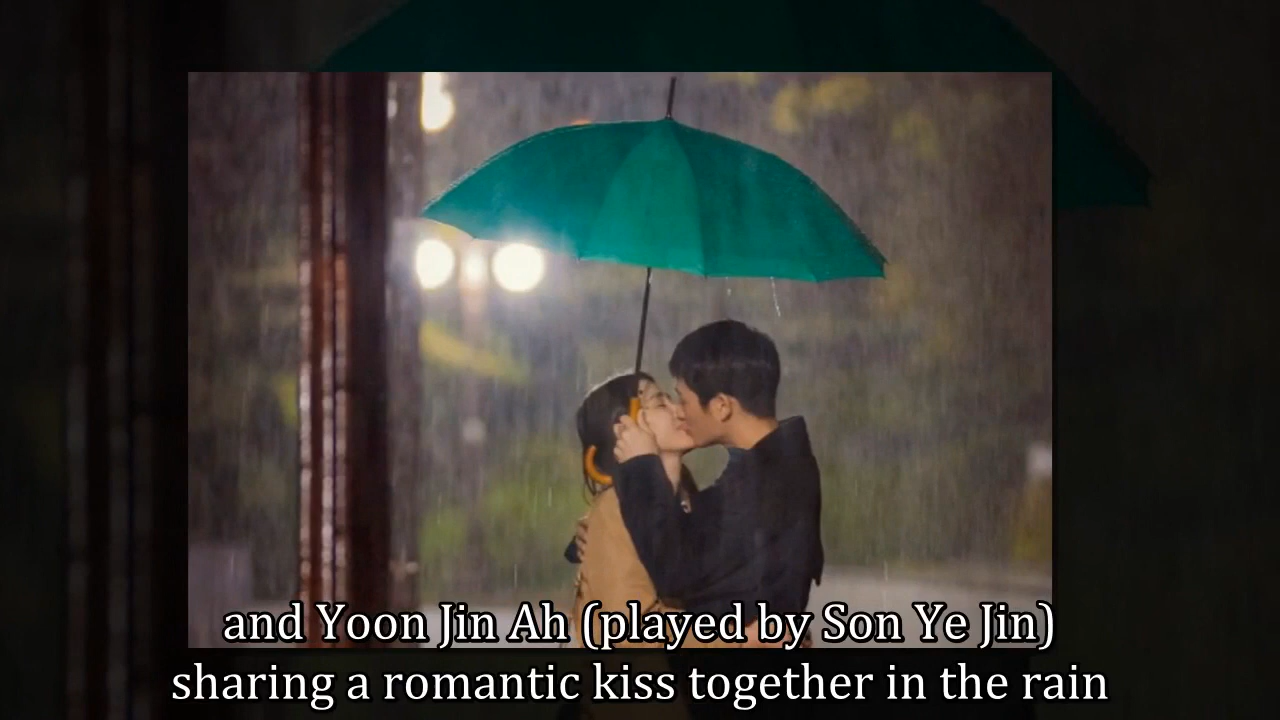 and Yoon Jin Ah (played by Son Ye Jin)
sharing a romantic kiss together in the rain